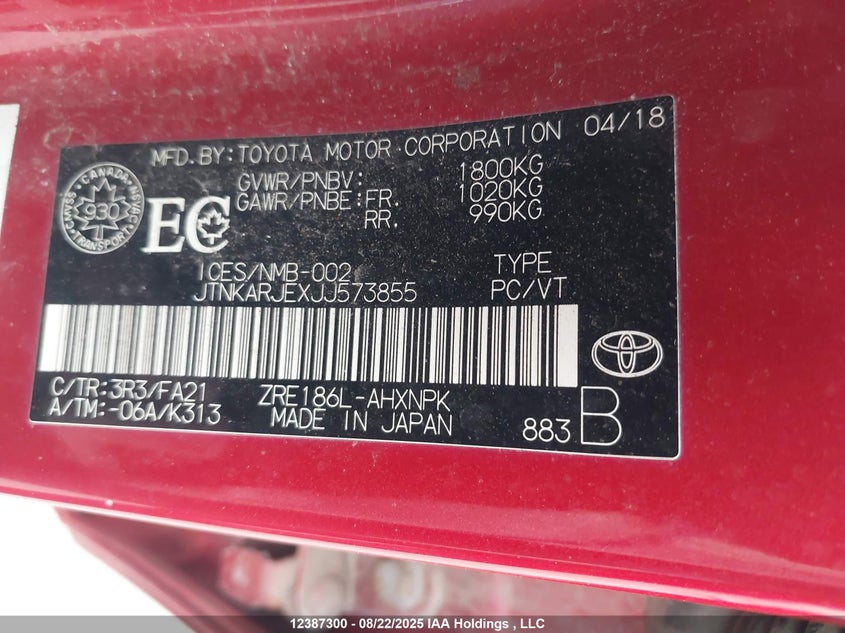 MFD.BY:TOYOTA MOTOR CORPORATION 04/18
GVWR/PNBV: 1800KG
GAWR/PNBE:FR. 1020KG
RR. 990KG
CANADA
930
TRANSPORT
EC
ICES/NMB-002 TYPE
JTNKARJEXJJ573855 PC/VT
C/TR:3R3/FA21 ZRE186L-AHXNPK
A/TM:-06A/K313 MADE IN JAPAN 883 B
12387300 - 08/22/2025 IAA Holdings , LLC